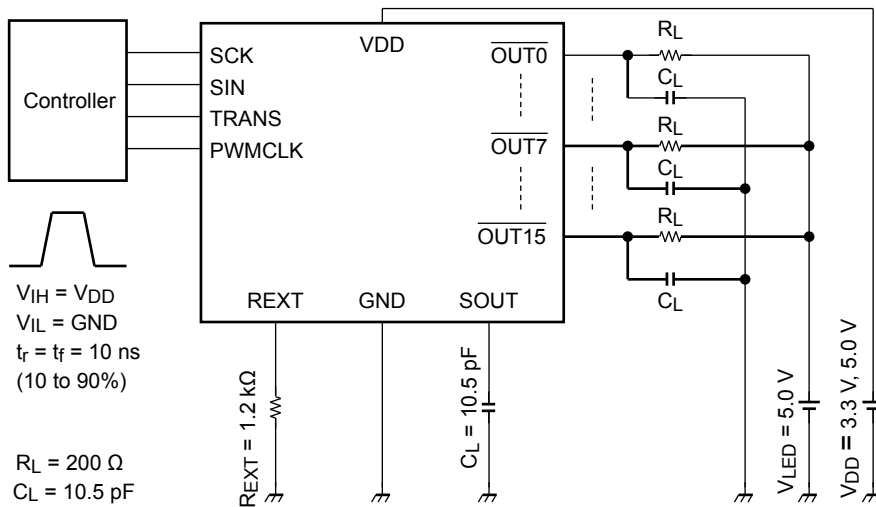 Controller
SCK
SIN
TRANS
PWMCLK
VDD
OUT0
OUT7
OUT15
REXT
GND
SOUT
RL
CL
RL
CL
RL
CL
VIH = VDD
VIL = GND
tr = tf = 10 ns
(10 to 90%)
RL = 200 Ω
CL = 10.5 pF
REXT = 1.2 kΩ
CL = 10.5 pF
VLED = 5.0 V
VDD = 3.3 V, 5.0 V